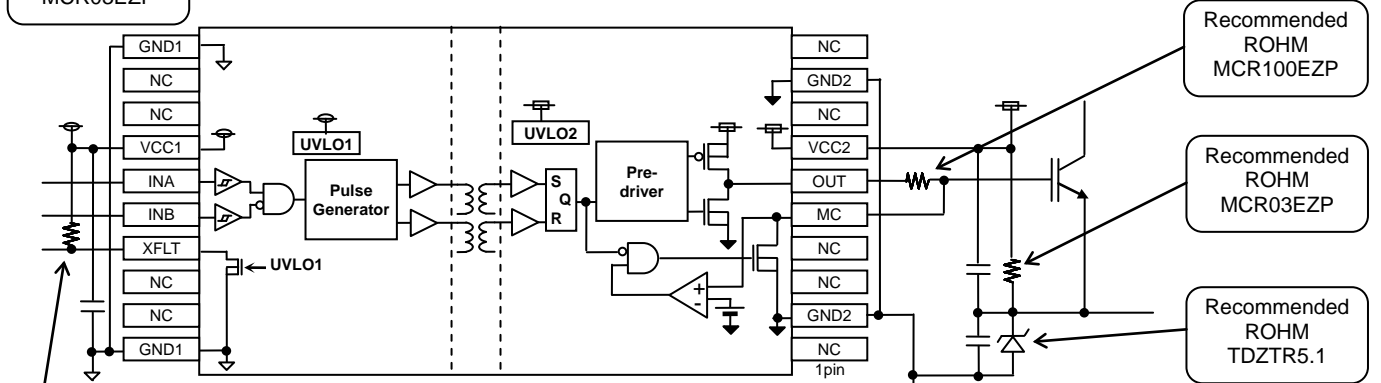 MCR03EZP
GND1
NC
NC
VCC1
INA
INB
XFLT
NC
NC
GND1
UVLO1
Pulse
Generator
UVLO1
UVLO2
S
Q
R
Pre-
driver
+
-
NC
GND2
NC
VCC2
OUT
MC
NC
NC
GND2
NC
1pin
Recommended
ROHM
MCR100EZP
Recommended
ROHM
MCR03EZP
Recommended
ROHM
TDZTR5.1